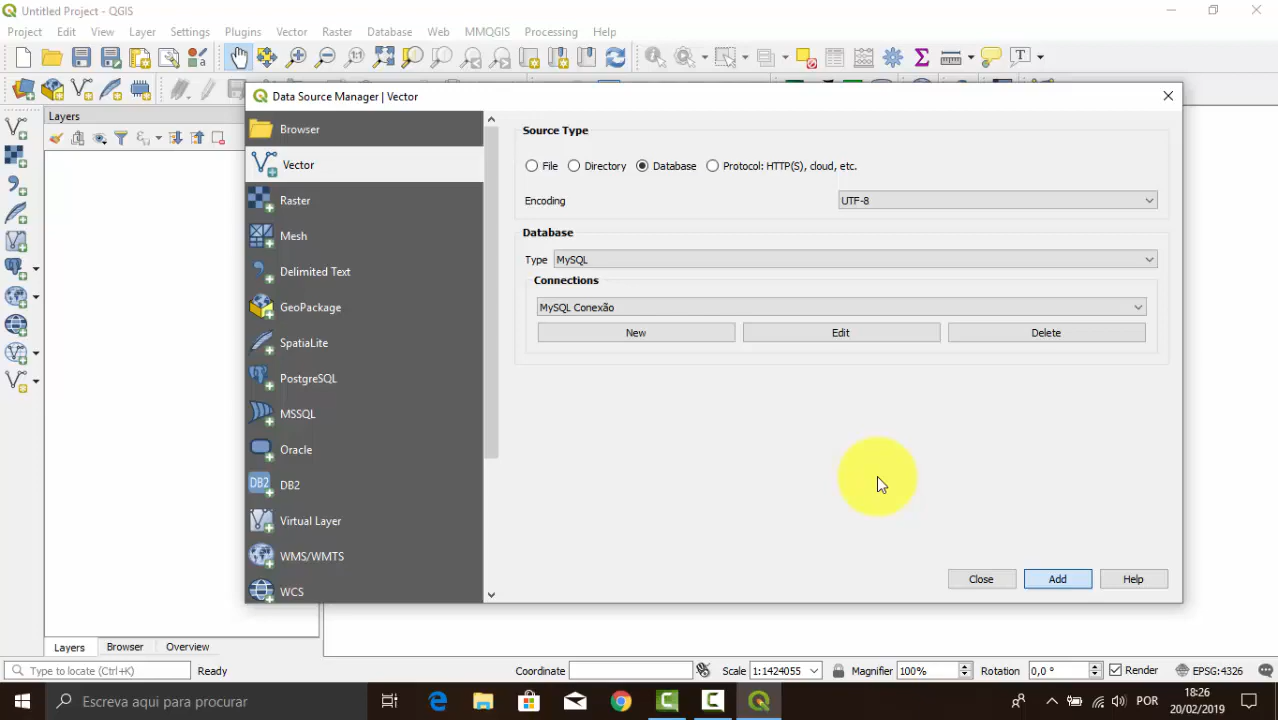 Untitled Project - QGIS
Project Edit View Layer Settings Plugins Vector Raster Database Web MMQGIS Processing Help
Layers
Data Source Manager | Vector
Browser
Vector
Raster
Mesh
Delimited Text
GeoPackage
SpatiaLite
PostgreSQL
MSSQL
Oracle
DB2
Virtual Layer
WMS/WMTS
WCS
Source Type
File Directory Database Protocol: HTTP(S), cloud, etc.
Encoding UTF-8
Database
Type MySQL
Connections
MySQL Conexão
New Edit Delete
Close Add Help
Layers Browser Overview
Type to locate (Ctrl+K) Ready Coordinate Scale 1:1424055 Magnifier 100% Rotation 0,0 ° Render EPSG:4326
Escreva aqui para procurar
POR
18:26
20/02/2019